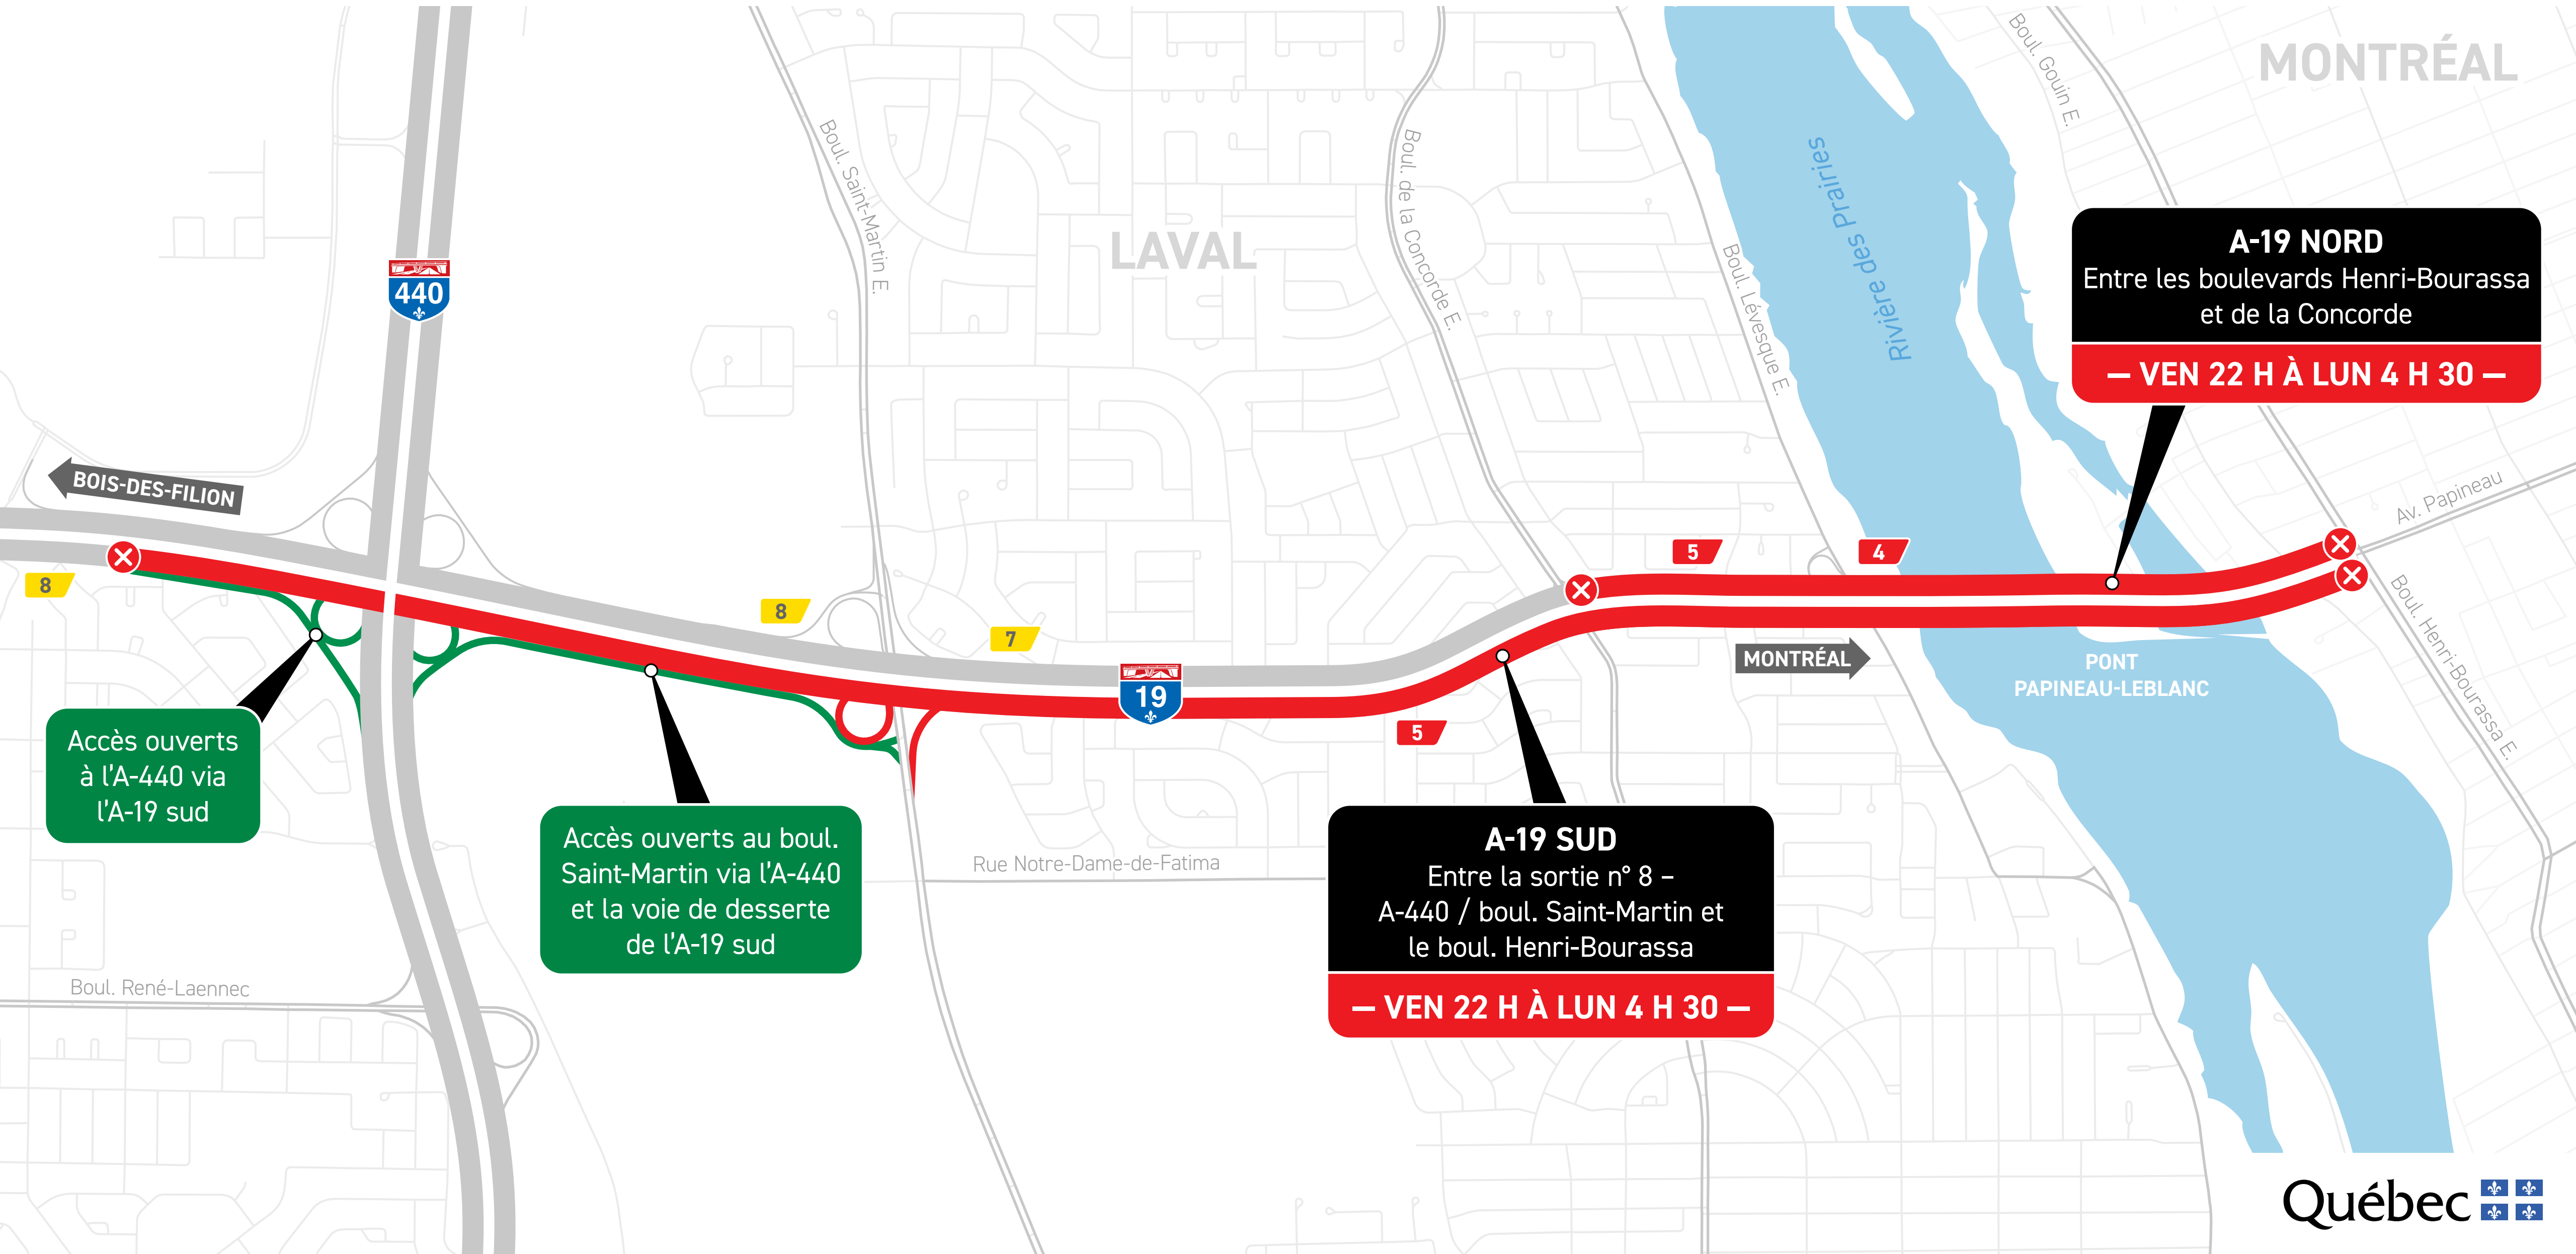 MONTRÉAL
Boul. Gouin E.
Boul. Saint-Martin E.
Boul. de la Concorde E.
LAVAL
Rivière des Prairies
Boul. Lévesque E.
A-19 NORD
Entre les boulevards Henri-Bourassa
et de la Concorde
— VEN 22 H À LUN 4 H 30 —
440
BOIS-DES-FILION
Av. Papineau
8
8
7
5
4
Boul. Henri-Bourassa E.
19
5
MONTRÉAL
PONT
PAPINEAU-LEBLANC
Accès ouverts
à l'A-440 via
l'A-19 sud
Accès ouverts au boul.
Saint-Martin via l'A-440
et la voie de desserte
de l'A-19 sud
Rue Notre-Dame-de-Fatima
A-19 SUD
Entre la sortie n° 8 –
A-440 / boul. Saint-Martin et
le boul. Henri-Bourassa
— VEN 22 H À LUN 4 H 30 —
Boul. René-Laennec
Québec